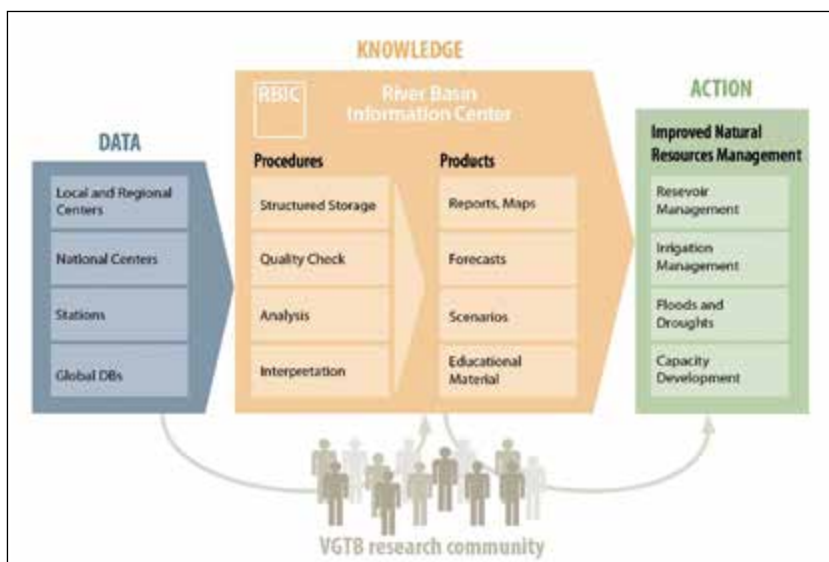 KNOWLEDGE
RBIC
River Basin
Information Center
ACTION
Improved Natural
Resources Management
DATA
Procedures
Products
Local and Regional
Centers
National Centers
Stations
Global DBs
Structured Storage
Quality Check
Analysis
Interpretation
Reports, Maps
Forecasts
Scenarios
Educational
Material
Resevoir
Management
Irrigation
Management
Floods and
Droughts
Capacity
Development
VGTB research community